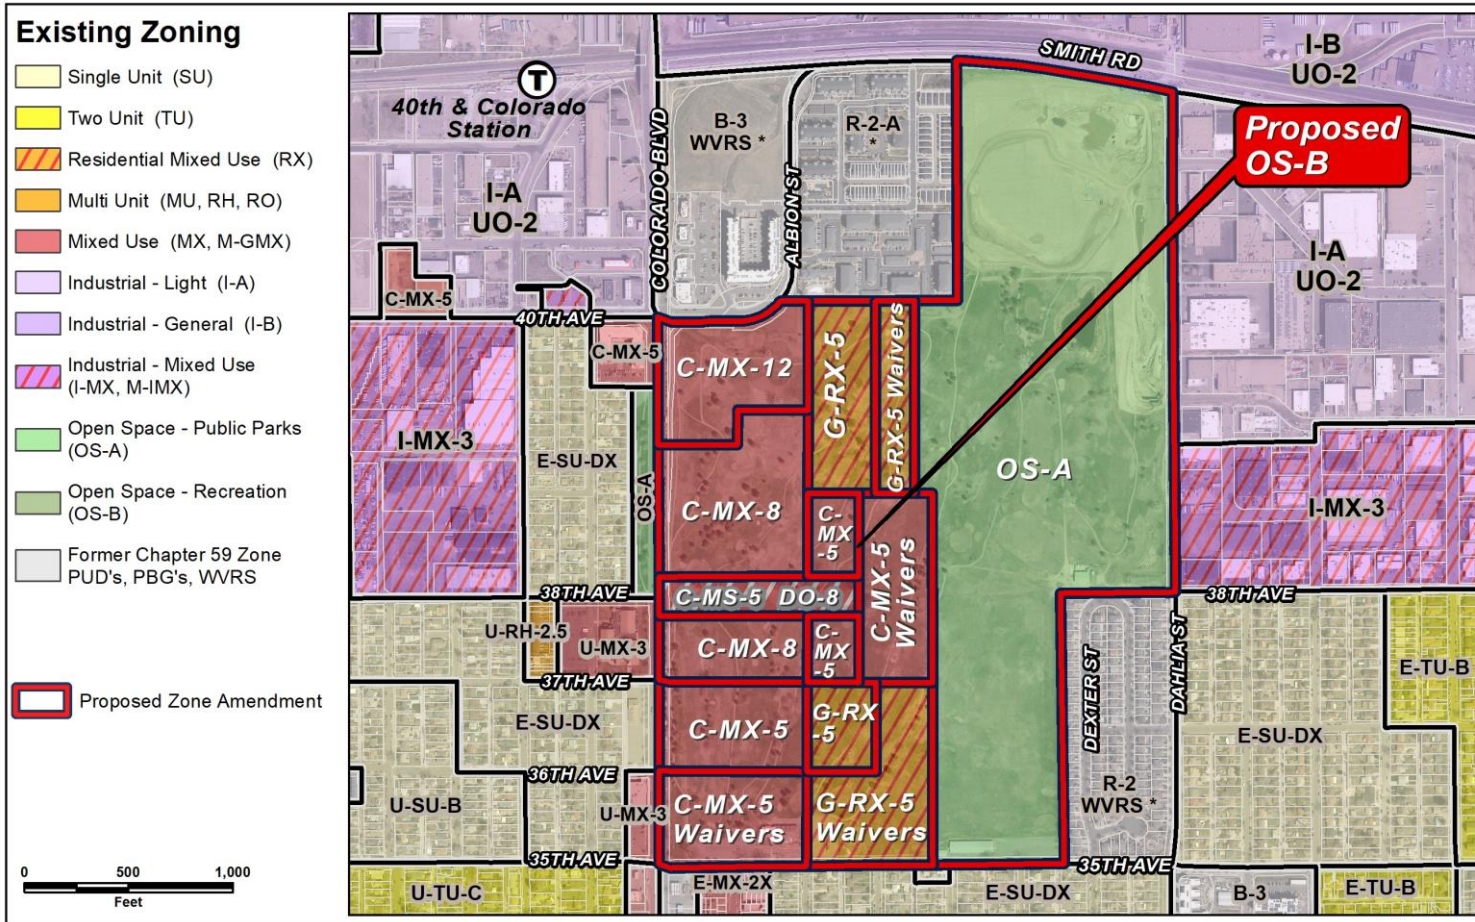 Existing Zoning
Single Unit (SU)
Two Unit (TU)
Residential Mixed Use (RX)
Multi Unit (MU, RH, RO)
Mixed Use (MX, M-GMX)
Industrial - Light (I-A)
Industrial - General (I-B)
Industrial - Mixed Use
(I-MX, M-IMX)
Open Space - Public Parks
(OS-A)
Open Space - Recreation
(OS-B)
Former Chapter 59 Zone
PUD's, PBG's, WVRS
Proposed Zone Amendment
0 500 1,000
Feet
T
40th & Colorado
Station
I-A
UO-2
C-MX-5
COLORADO BLVD
B-3
WVRS *
ALBION ST
R-2-A
*
SMITH RD
I-B
UO-2
Proposed
OS-B
I-A
UO-2
40TH AVE
C-MX-5
I-MX-3
E-SU-DX
OS-A
C-MX-12
G-RX-5
G-RX-5 Waivers
OS-A
I-MX-3
C-MX-8
C-
MX
-5
C-MX-5
Waivers
38TH AVE
C-MS-5 DO-8
38TH AVE
U-RH-2.5
U-MX-3
C-MX-8
C-
MX
-5
37TH AVE
DEXTER ST
DAHLIA ST
E-TU-B
E-SU-DX
C-MX-5
G-RX
-5
E-SU-DX
36TH AVE
U-SU-B
U-MX-3
C-MX-5
Waivers
G-RX-5
Waivers
R-2
WVRS *
35TH AVE
35TH AVE
U-TU-C
E-MX-2X
E-SU-DX
B-3
E-TU-B